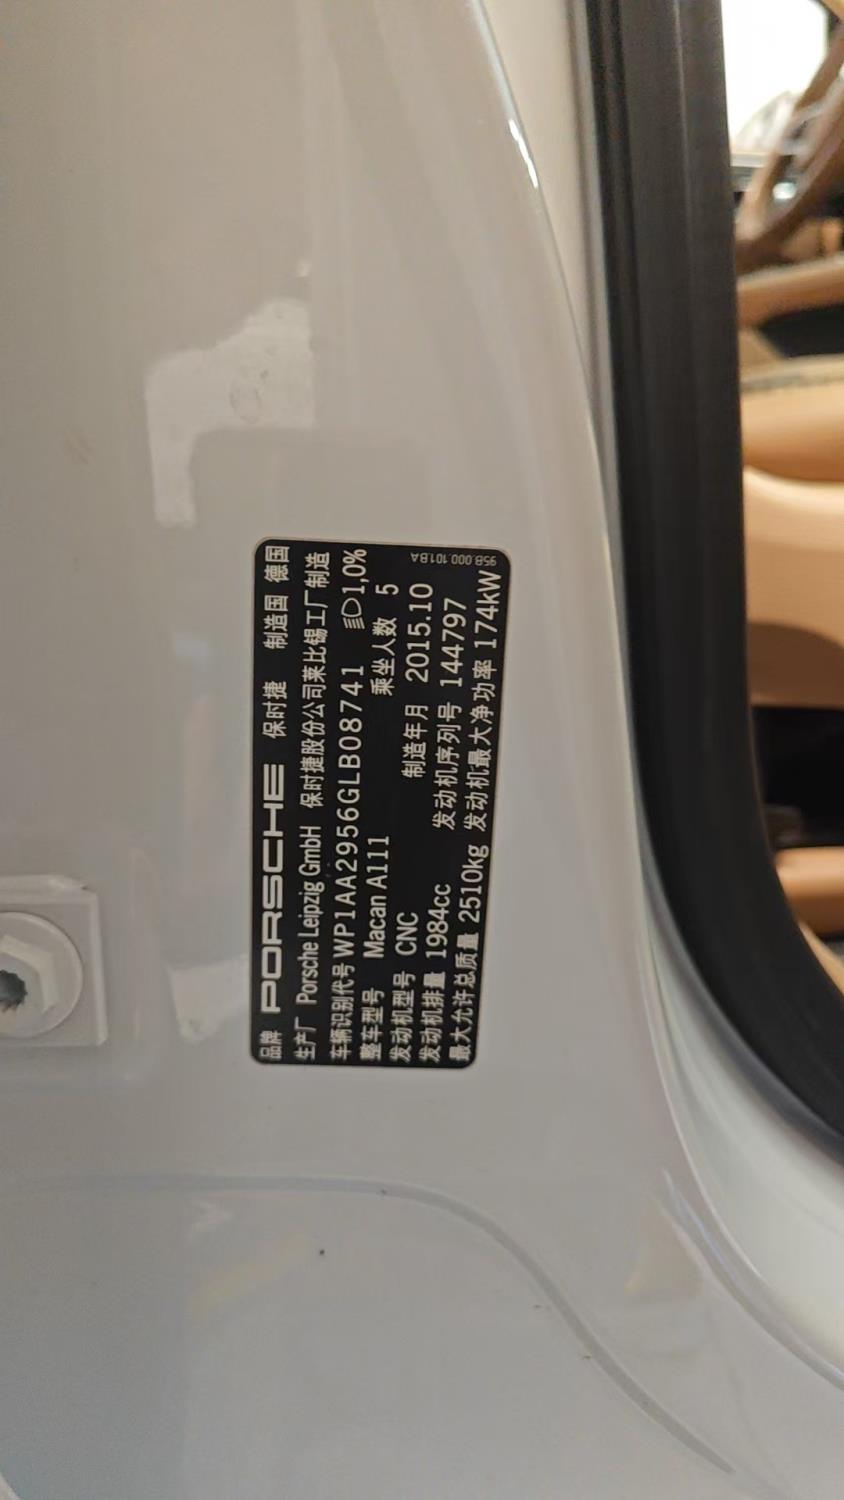 品牌 PORSCHE 保时捷 制造国 德国
生产厂 Porsche Leipzig GmbH 保时捷股份公司莱比锡工厂制造
车辆识别代号 WP1AA2956GLB08741 1,0%
整车型号 Macan A111 乘坐人数 5
发动机型号 CNC 制造年月 2015.10
发动机排量 1984cc 发动机序列号 144797
最大允许总质量 2510kg 发动机最大净功率 174kW
95B.000.101.BA